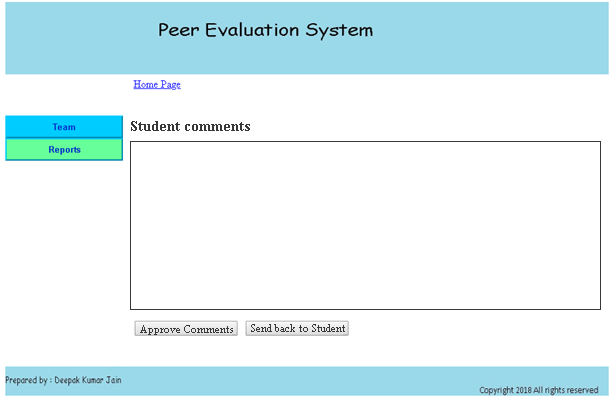 Peer Evaluation System
Home Page
Team
Reports
Student comments
Approve Comments
Send back to Student
Prepared by : Deepak Kumar Jain
Copyright 2018 All rights reserved